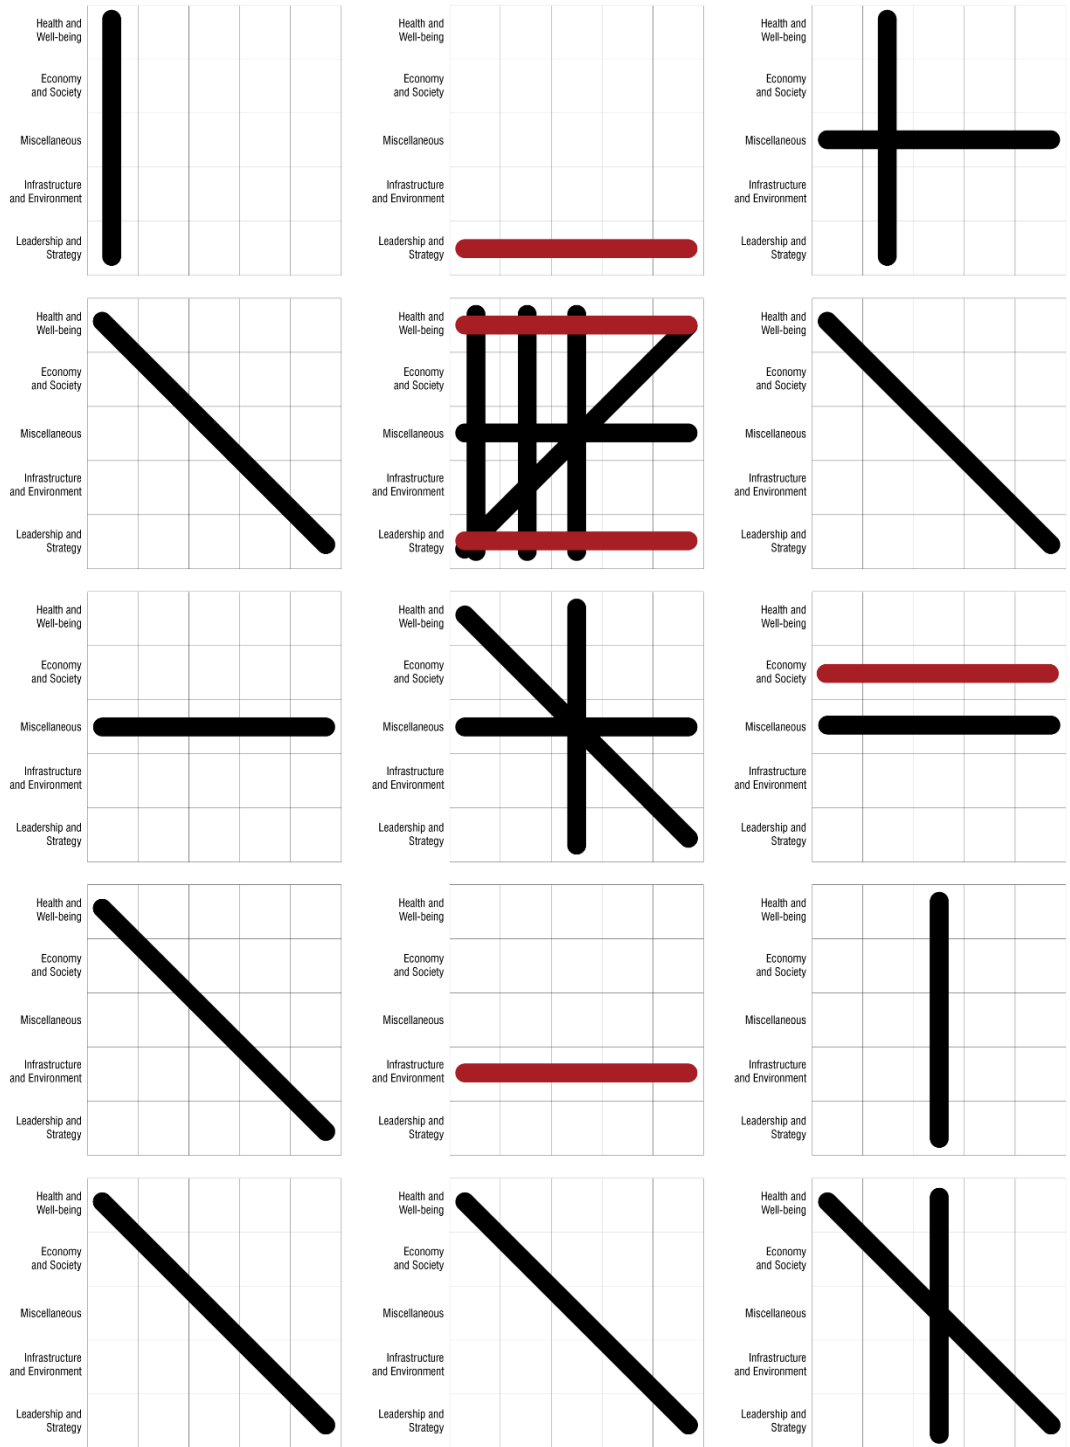 Health and
Well-being
Economy
and Society
Miscellaneous
Infrastructure
and Environment
Leadership and
Strategy
Health and
Well-being
Economy
and Society
Miscellaneous
Infrastructure
and Environment
Leadership and
Strategy
Health and
Well-being
Economy
and Society
Miscellaneous
Infrastructure
and Environment
Leadership and
Strategy
Health and
Well-being
Economy
and Society
Miscellaneous
Infrastructure
and Environment
Leadership and
Strategy
Health and
Well-being
Economy
and Society
Miscellaneous
Infrastructure
and Environment
Leadership and
Strategy
Health and
Well-being
Economy
and Society
Miscellaneous
Infrastructure
and Environment
Leadership and
Strategy
Health and
Well-being
Economy
and Society
Miscellaneous
Infrastructure
and Environment
Leadership and
Strategy
Health and
Well-being
Economy
and Society
Miscellaneous
Infrastructure
and Environment
Leadership and
Strategy
Health and
Well-being
Economy
and Society
Miscellaneous
Infrastructure
and Environment
Leadership and
Strategy
Health and
Well-being
Economy
and Society
Miscellaneous
Infrastructure
and Environment
Leadership and
Strategy
Health and
Well-being
Economy
and Society
Miscellaneous
Infrastructure
and Environment
Leadership and
Strategy
Health and
Well-being
Economy
and Society
Miscellaneous
Infrastructure
and Environment
Leadership and
Strategy
Health and
Well-being
Economy
and Society
Miscellaneous
Infrastructure
and Environment
Leadership and
Strategy
Health and
Well-being
Economy
and Society
Miscellaneous
Infrastructure
and Environment
Leadership and
Strategy
Health and
Well-being
Economy
and Society
Miscellaneous
Infrastructure
and Environment
Leadership and
Strategy